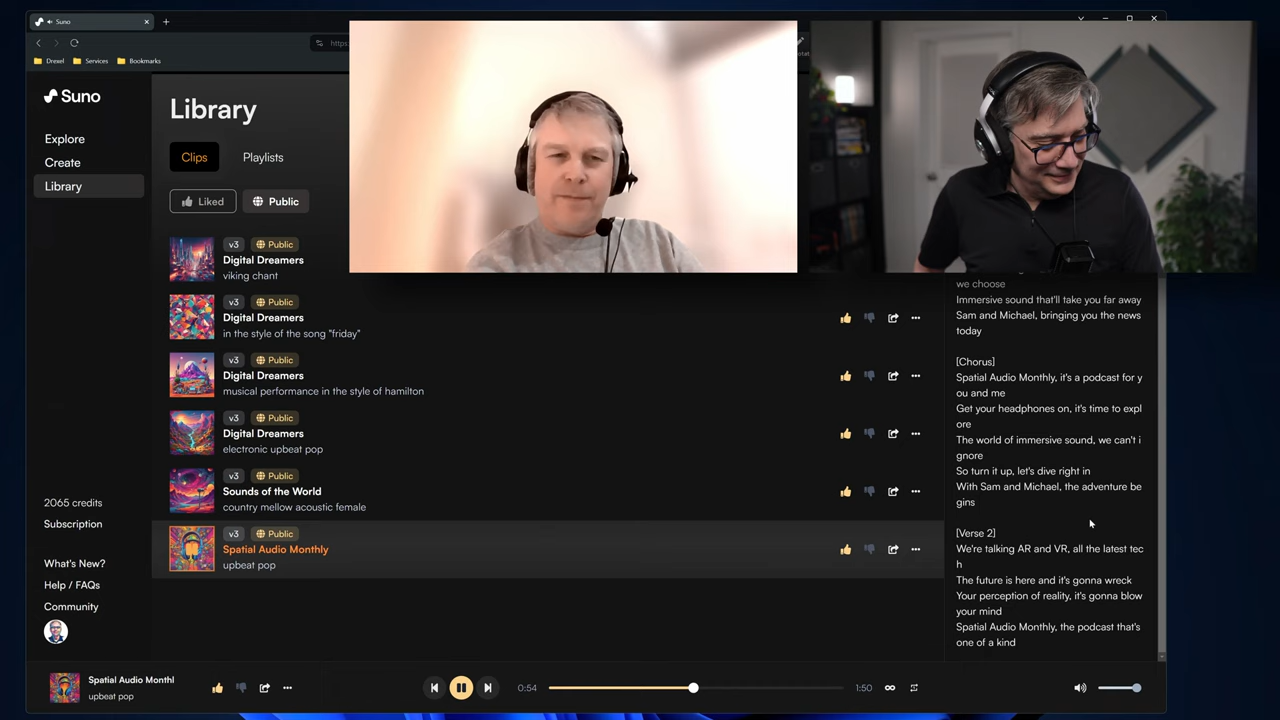 Suno
https:
Drexel
Services
Bookmarks
Suno
Explore
Create
Library
2065 credits
Subscription
What's New?
Help / FAQs
Community
Library
Clips
Playlists
Liked
Public
v3 Public
Digital Dreamers
viking chant
v3 Public
Digital Dreamers
in the style of the song "friday"
v3 Public
Digital Dreamers
musical performance in the style of hamilton
v3 Public
Digital Dreamers
electronic upbeat pop
v3 Public
Sounds of the World
country mellow acoustic female
v3 Public
Spatial Audio Monthly
upbeat pop
we choose
Immersive sound that'll take you far away
Sam and Michael, bringing you the news
today
[Chorus]
Spatial Audio Monthly, it's a podcast for y
ou and me
Get your headphones on, it's time to expl
ore
The world of immersive sound, we can't i
gnore
So turn it up, let's dive right in
With Sam and Michael, the adventure be
gins
[Verse 2]
We're talking AR and VR, all the latest tec
h
The future is here and it's gonna wreck
Your perception of reality, it's gonna blow
your mind
Spatial Audio Monthly, the podcast that's
one of a kind
Spatial Audio Monthl
upbeat pop
0:54
1:50